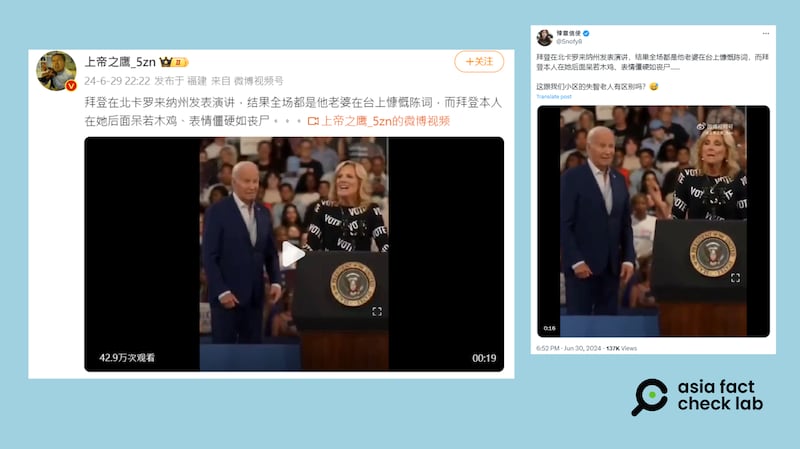 上帝之鹰_5zn
+关注
24-6-29 22:22 发布于 福建 来自 微博视频号
拜登在北卡罗来纳州发表演讲,结果全场都是他老婆在台上慷慨陈词,而拜登本人
在她后面呆若木鸡、表情僵硬如丧尸。。。 上帝之鹰_5zn的微博视频
VOTE
VOTE
VOTE
42.9万次观看
00:19
@5nofy8
拜登在北卡罗来纳州发表演讲,结果全场都是他老婆在台上慷慨陈词,而拜
登本人在她后面呆若木鸡、表情僵硬如丧尸......
这跟我们小区的失智老人有区别吗?
Translate post
VOTE
VOTE
0:16
6:52 PM · Jun 30, 2024 · 137K Views
asia fact
check lab